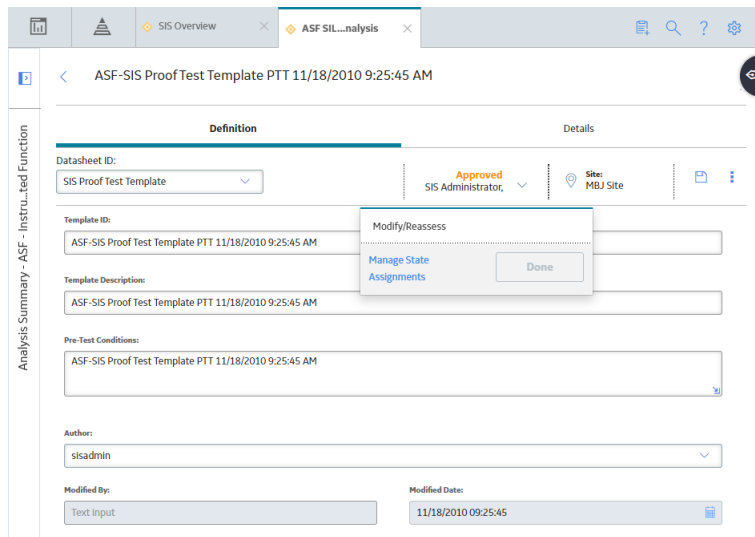 SIS Overview
ASF SIL...nalysis
ASF-SIS Proof Test Template PTT 11/18/2010 9:25:45 AM
Analysis Summary - ASF - Instru...ted Function
Definition
Details
Datasheet ID:
SIS Proof Test Template
Approved
SIS Administrator,
Site:
MBJ Site
Modify/Reassess
Manage State
Assignments
Done
Template ID:
ASF-SIS Proof Test Template PTT 11/18/2010 9:25:45 AM
Template Description:
ASF-SIS Proof Test Template PTT 11/18/2010 9:25:45 AM
Pre-Test Conditions:
ASF-SIS Proof Test Template PTT 11/18/2010 9:25:45 AM
Author:
sisadmin
Modified By:
Text input
Modified Date:
11/18/2010 09:25:45